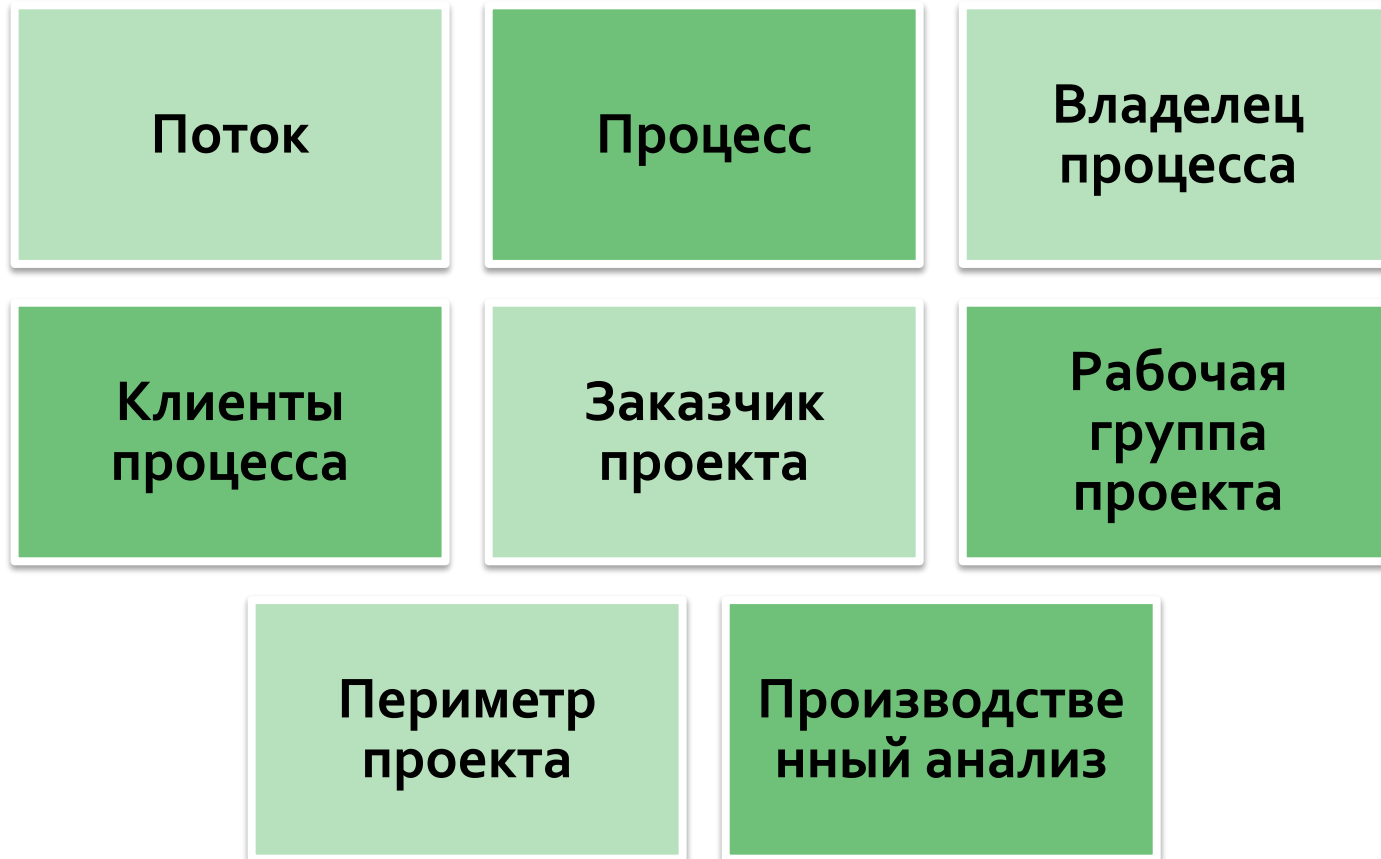 Поток
Процесс
Владелец
процесса
Клиенты
процесса
Заказчик
проекта
Рабочая
группа
проекта
Периметр
проекта
Производстве
нный анализ